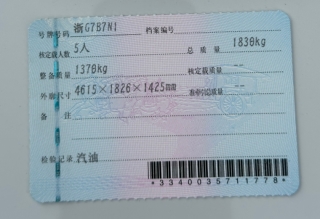 号牌号码 浙G7B7N1 档案编号
核定载人数 5人 总质量 1830kg
整备质量 1370kg 核定载质量 --
外廓尺寸 4615×1826×1425mm 准牵引总质量 --
备注
检验记录 汽油
*3340035711778*